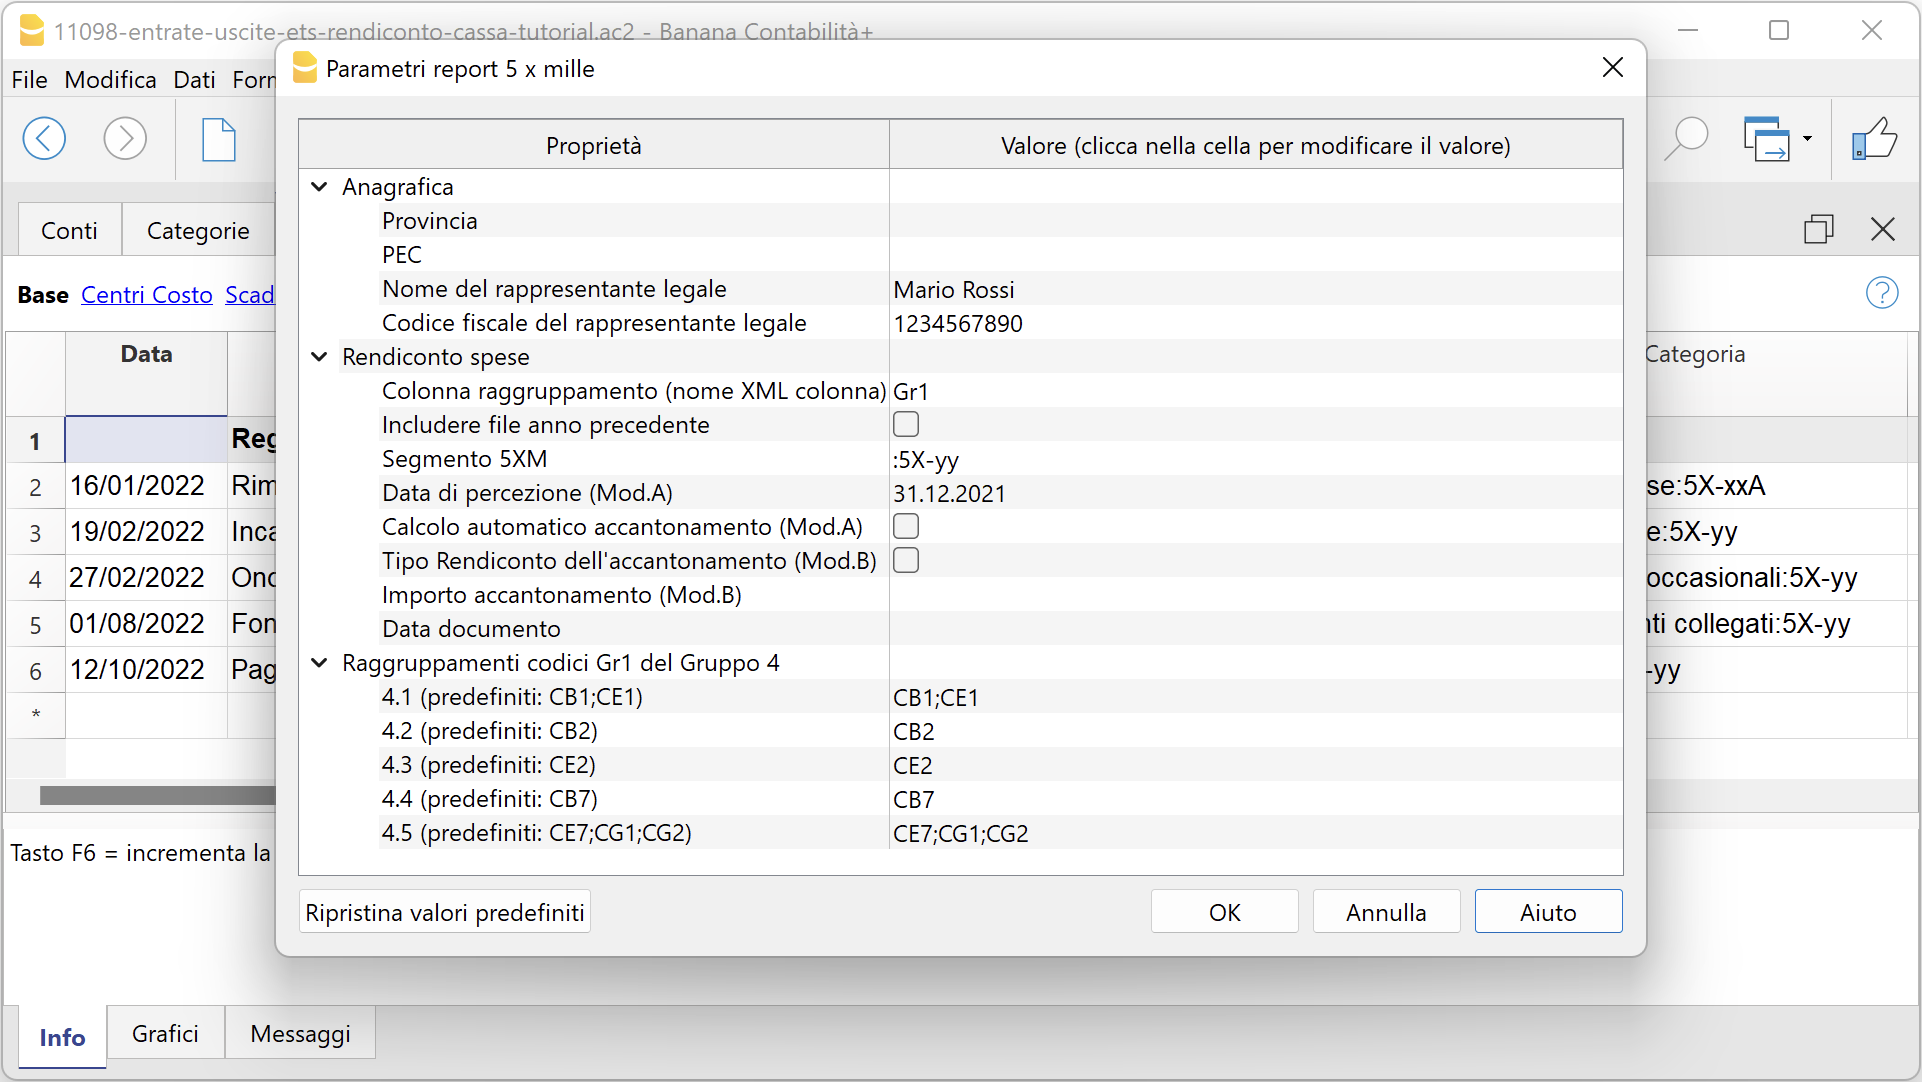 11098-entrate-uscite-ets-rendiconto-cassa-tutorial.ac2 - Banana Contabilità+
File Modifica Dati Forn
Conti Categorie
Base Centri Costo Scad
Data Categoria
1 Reg
2 16/01/2022 Rim se:5X-xxA
3 19/02/2022 Inca e:5X-yy
4 27/02/2022 Ono occasionali:5X-yy
5 01/08/2022 Fon nti collegati:5X-yy
6 12/10/2022 Pag -yy
*
Tasto F6 = incrementa la
Info Grafici Messaggi
Parametri report 5 x mille
Proprietà Valore (clicca nella cella per modificare il valore)
Anagrafica
Provincia
PEC
Nome del rappresentante legale Mario Rossi
Codice fiscale del rappresentante legale 1234567890
Rendiconto spese
Colonna raggruppamento (nome XML colonna) Gr1
Includere file anno precedente
Segmento 5XM :5X-yy
Data di percezione (Mod.A) 31.12.2021
Calcolo automatico accantonamento (Mod.A)
Tipo Rendiconto dell'accantonamento (Mod.B)
Importo accantonamento (Mod.B)
Data documento
Raggruppamenti codici Gr1 del Gruppo 4
4.1 (predefiniti: CB1;CE1) CB1;CE1
4.2 (predefiniti: CB2) CB2
4.3 (predefiniti: CE2) CE2
4.4 (predefiniti: CB7) CB7
4.5 (predefiniti: CE7;CG1;CG2) CE7;CG1;CG2
Ripristina valori predefiniti OK Annulla Aiuto